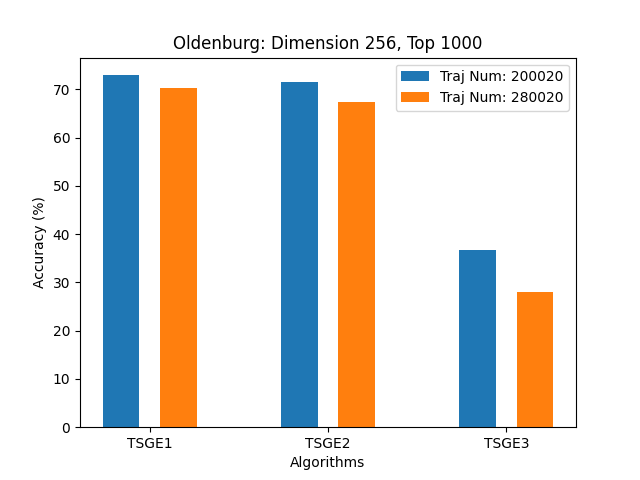 Oldenburg: Dimension 256, Top 1000
Traj Num: 200020
Traj Num: 280020
Accuracy (%)
70
60
50
40
30
20
10
0
TSGE1 TSGE2 TSGE3
Algorithms